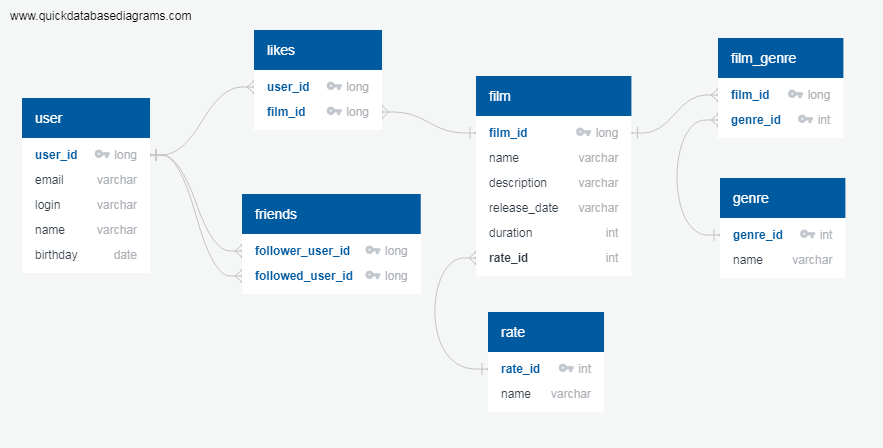 www.quickdatabasediagrams.com
user
user_id long
email varchar
login varchar
name varchar
birthday date
likes
user_id long
film_id long
friends
follower_user_id long
followed_user_id long
film
film_id long
name varchar
description varchar
release_date varchar
duration int
rate_id int
rate
rate_id int
name varchar
film_genre
film_id long
genre_id int
genre
genre_id int
name varchar